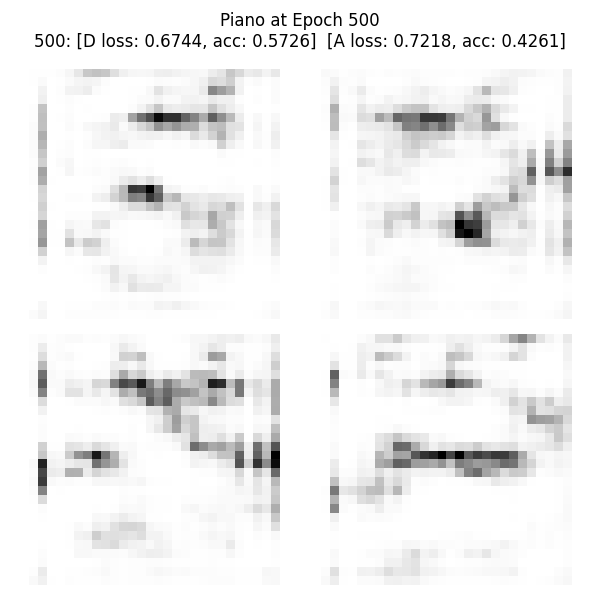 Piano at Epoch 500
500: [D loss: 0.6744, acc: 0.5726]  [A loss: 0.7218, acc: 0.4261]